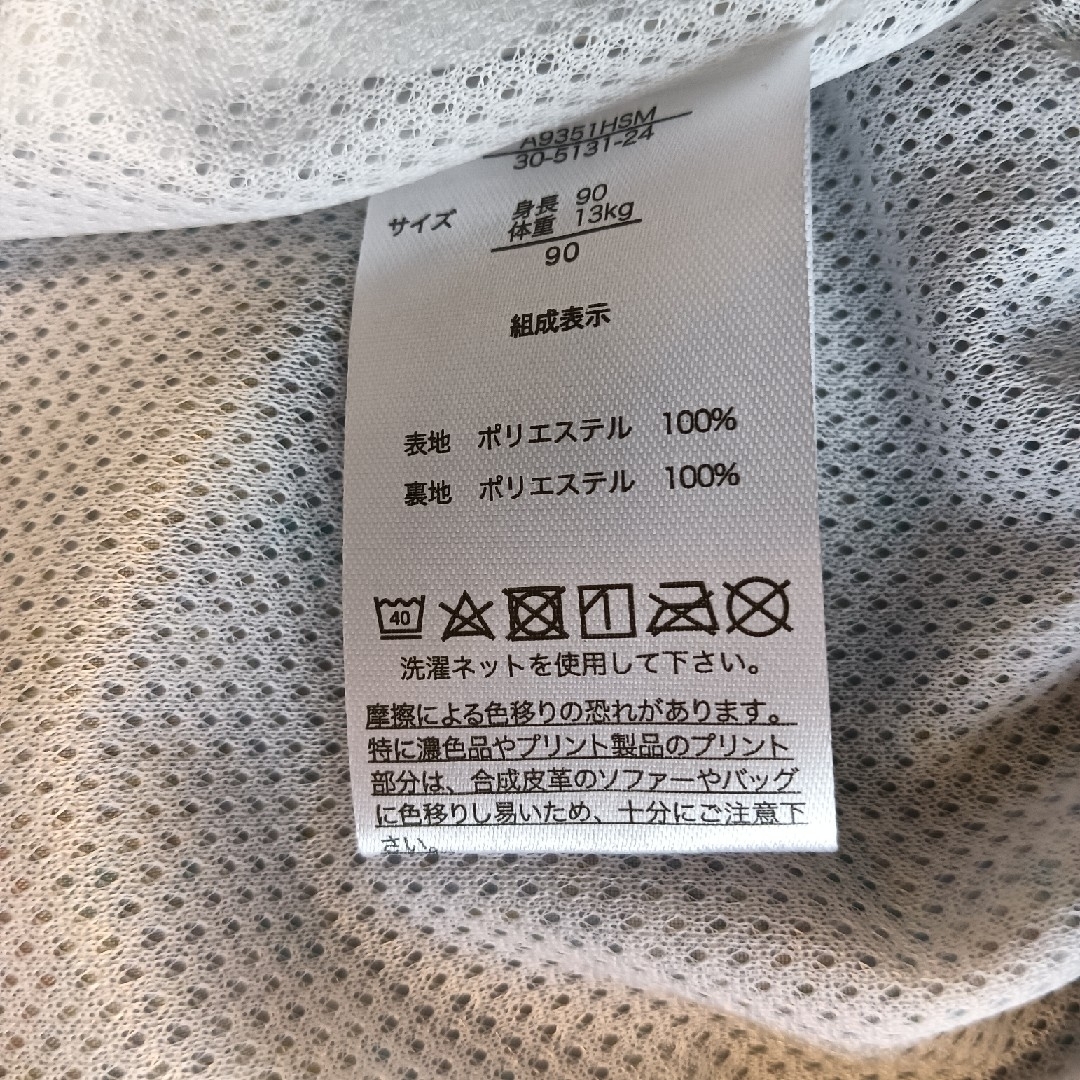 A9351HSM
30-5131-24
サイズ 身長 90
体重 13kg
90
組成表示
表地 ポリエステル 100%
裏地 ポリエステル 100%
40
洗濯ネットを使用して下さい。
摩擦による色移りの恐れがあります。
特に濃色品やプリント製品のプリント
部分は、合成皮革のソファーやバッグ
に色移りし易いため、十分にご注意下
さい。